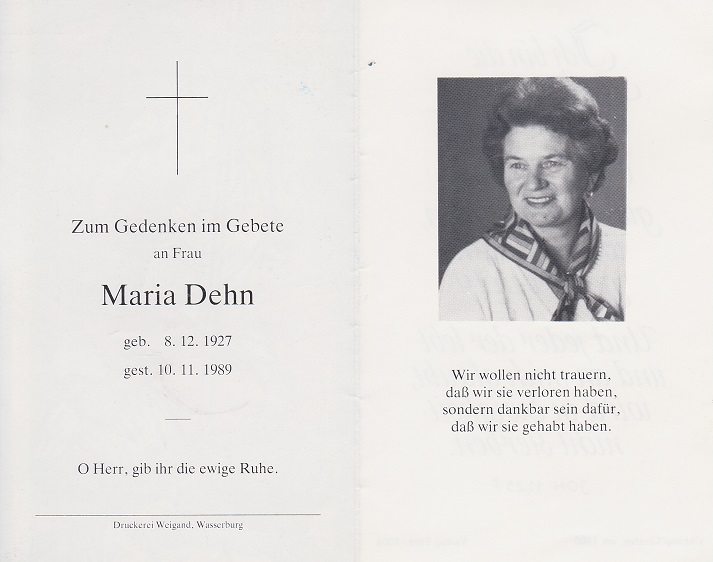 Zum Gedenken im Gebete
an Frau
Maria Dehn
geb. 8. 12. 1927
gest. 10. 11. 1989
O Herr, gib ihr die ewige Ruhe.
Druckerei Weigand, Wasserburg
Wir wollen nicht trauern,
daß wir sie verloren haben,
sondern dankbar sein dafür,
daß wir sie gehabt haben.